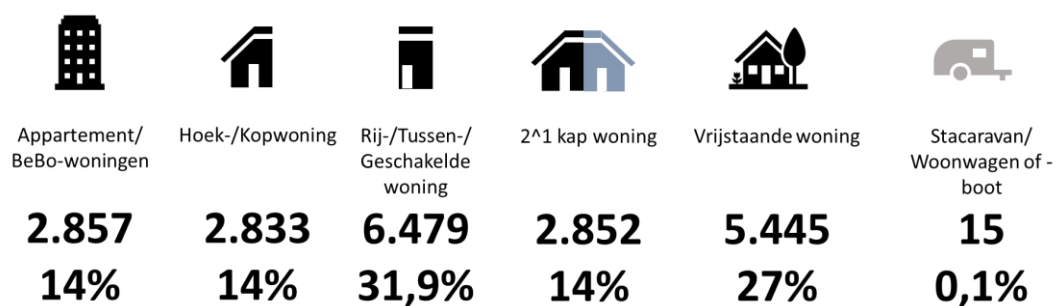 Appartement/
BeBo-woningen
Hoek-/Kopwoning
Rij-/Tussen-/
Geschakelde
woning
2^1 kap woning
Vrijstaande woning
Stacaravan/
Woonwagen of -
boot
2.857
2.833
6.479
2.852
5.445
15
14%
14%
31,9%
14%
27%
0,1%